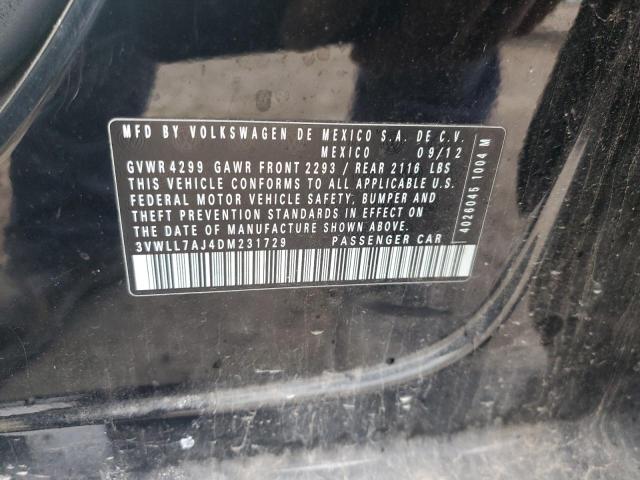 MFD BY VOLKSWAGEN DE MEXICO S.A. DE C.V.
MEXICO 09/12
GVWR 4299 GAWR FRONT 2293 / REAR 2116 LBS
THIS VEHICLE CONFORMS TO ALL APPLICABLE U.S.
FEDERAL MOTOR VEHICLE SAFETY, BUMPER AND
THEFT PREVENTION STANDARDS IN EFFECT ON
THE DATE OF MANUFACTURE SHOWN ABOVE.
3VWLL7AJ4DM231729 PASSENGER CAR
4026045 1004 M